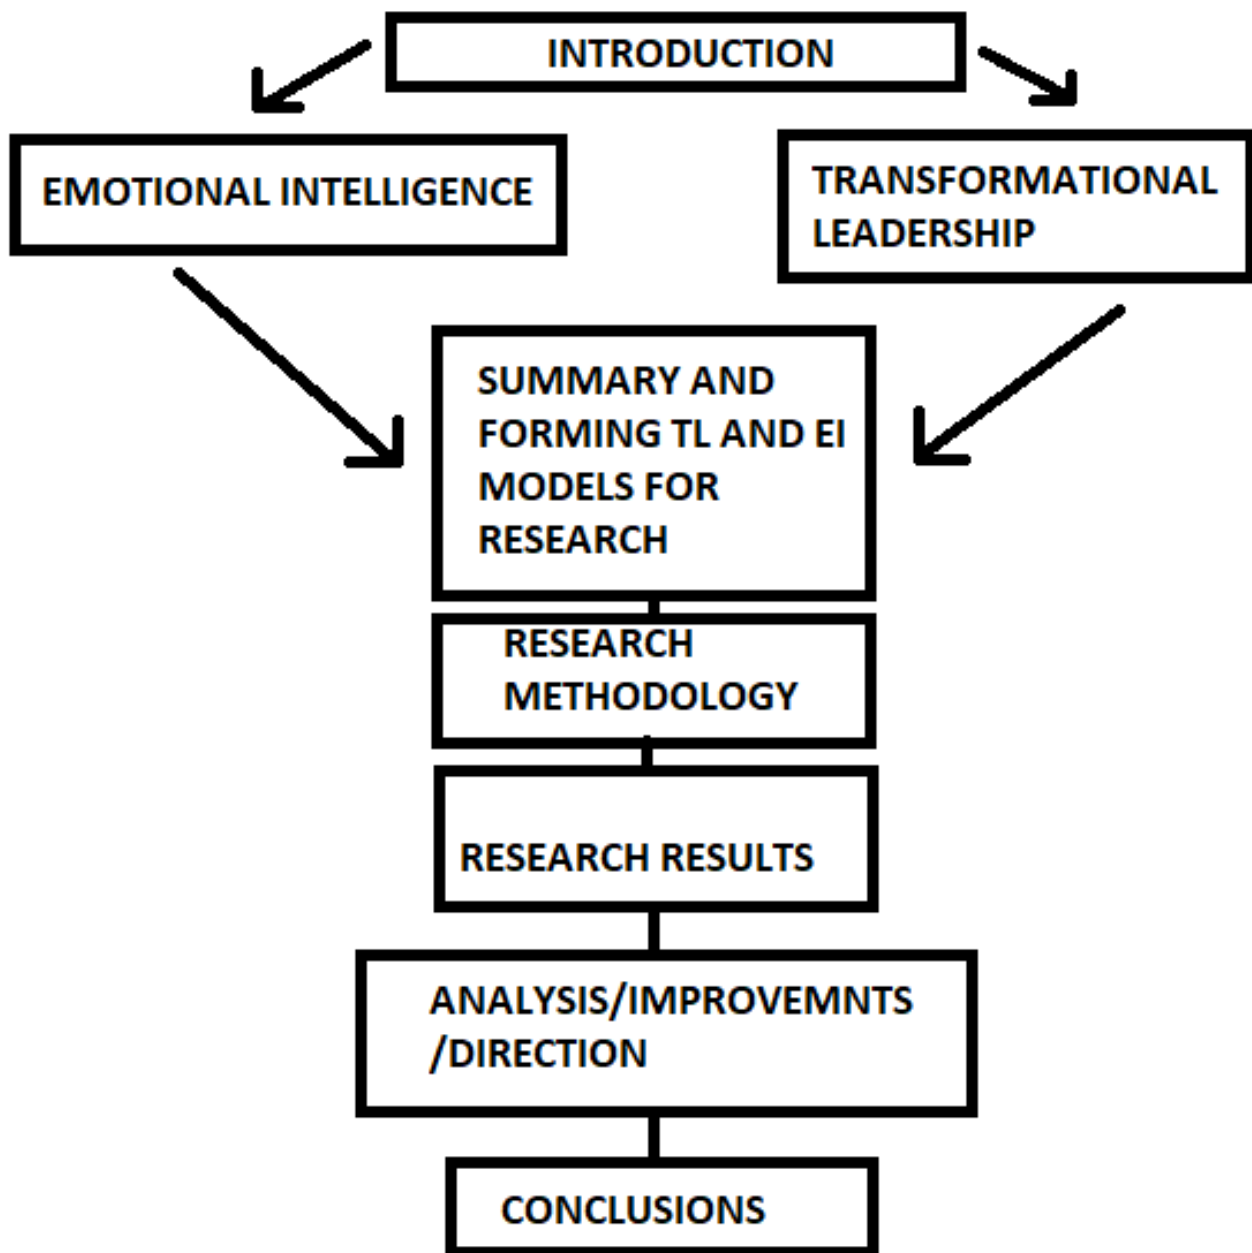 INTRODUCTION
EMOTIONAL INTELLIGENCE
TRANSFORMATIONAL
LEADERSHIP
SUMMARY AND
FORMING TL AND EI
MODELS FOR
RESEARCH
RESEARCH
METHODOLOGY
RESEARCH RESULTS
ANALYSIS/IMPROVEMNTS
/DIRECTION
CONCLUSIONS